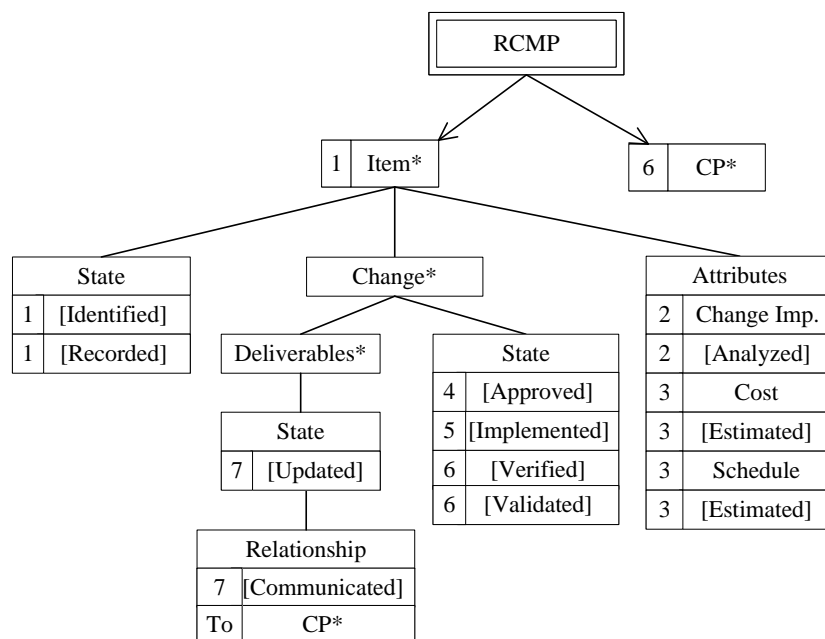 RCMP
1 Item*
6 CP*
State
1 [Identified]
1 [Recorded]
Change*
Deliverables*
State
7 [Updated]
Relationship
7 [Communicated]
To CP*
State
4 [Approved]
5 [Implemented]
6 [Verified]
6 [Validated]
Attributes
2 Change Imp.
2 [Analyzed]
3 Cost
3 [Estimated]
3 Schedule
3 [Estimated]